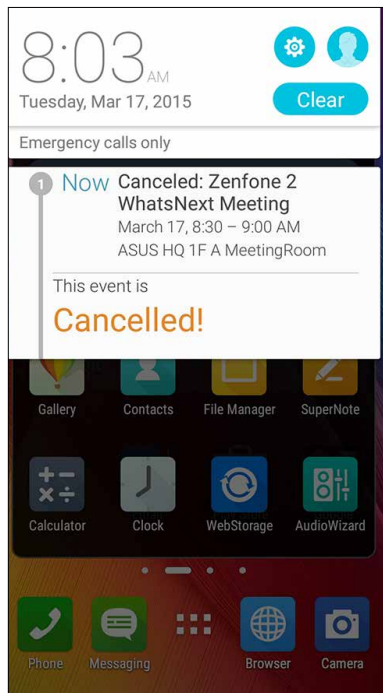 8:03 AM
Tuesday, Mar 17, 2015
Clear
Emergency calls only
1 Now Canceled: Zenfone 2
WhatsNext Meeting
March 17, 8:30 – 9:00 AM
ASUS HQ 1F A MeetingRoom
This event is
Cancelled!
Gallery Contacts File Manager SuperNote
Calculator Clock WebStorage AudioWizard
Phone Messaging Browser Camera